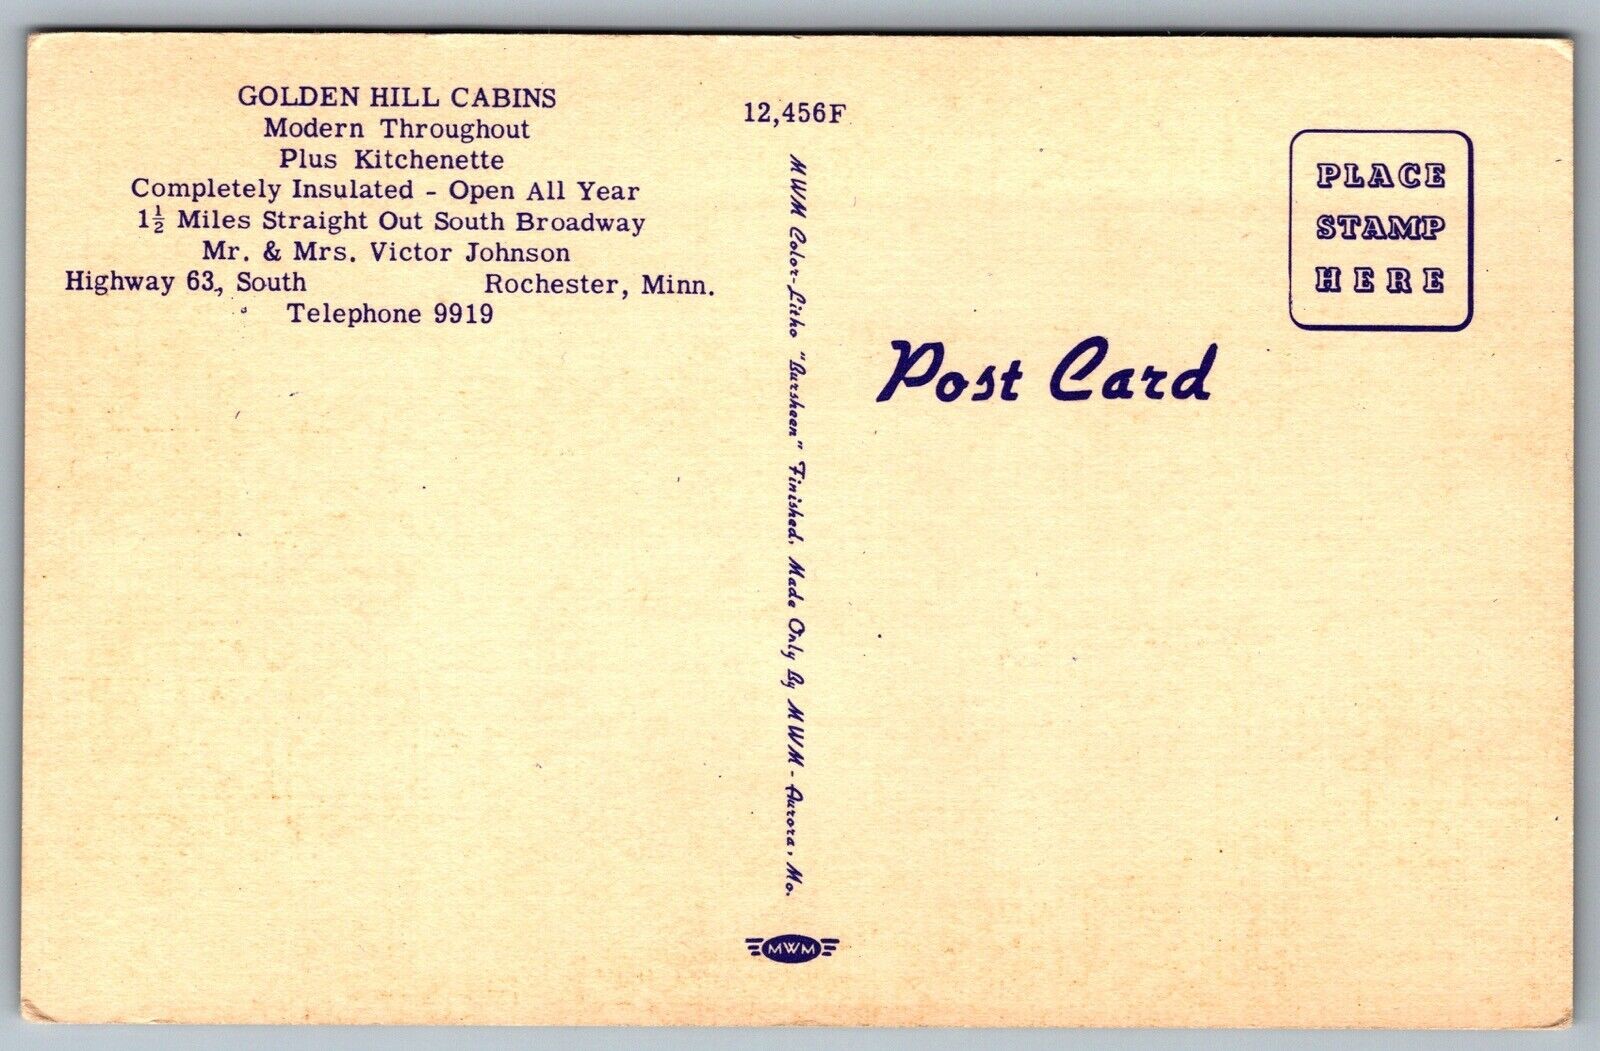 GOLDEN HILL CABINS
Modern Throughout
Plus Kitchenette
Completely Insulated - Open All Year
1½ Miles Straight Out South Broadway
Mr. & Mrs. Victor Johnson
Highway 63, South Rochester, Minn.
Telephone 9919
12,456F
MWM Color-Litho "Bursheen" Finished, Made Only By MWM - Aurora, Mo.
MWM
PLACE
STAMP
HERE
Post Card